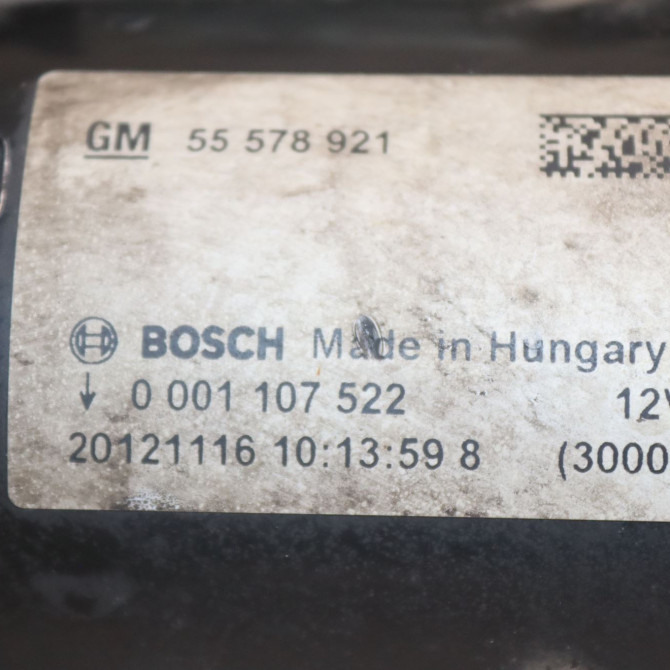 GM 55 578 921
BOSCH Made in Hungary
0 001 107 522 12V
20121116 10:13:59 8 (3000